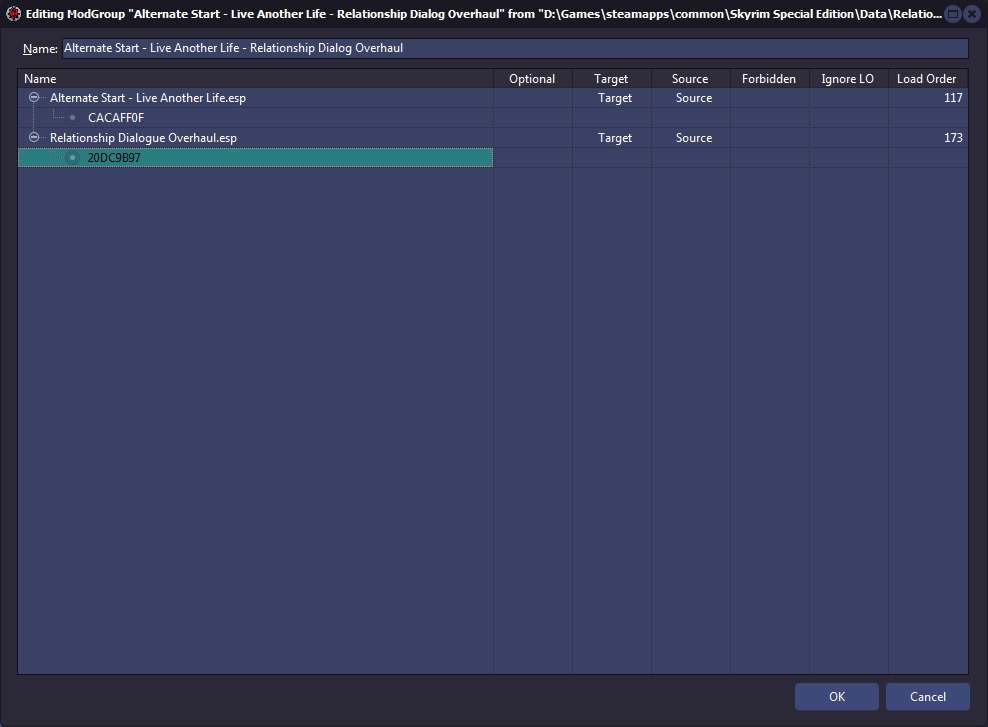 Editing ModGroup "Alternate Start - Live Another Life - Relationship Dialog Overhaul" from "D:\Games\steamapps\common\Skyrim Special Edition\Data\Relatio...
Name: Alternate Start - Live Another Life - Relationship Dialog Overhaul
Name Optional Target Source Forbidden Ignore LO Load Order
Alternate Start - Live Another Life.esp Target Source 117
CACAFF0F
Relationship Dialogue Overhaul.esp Target Source 173
20DC9B97
OK Cancel